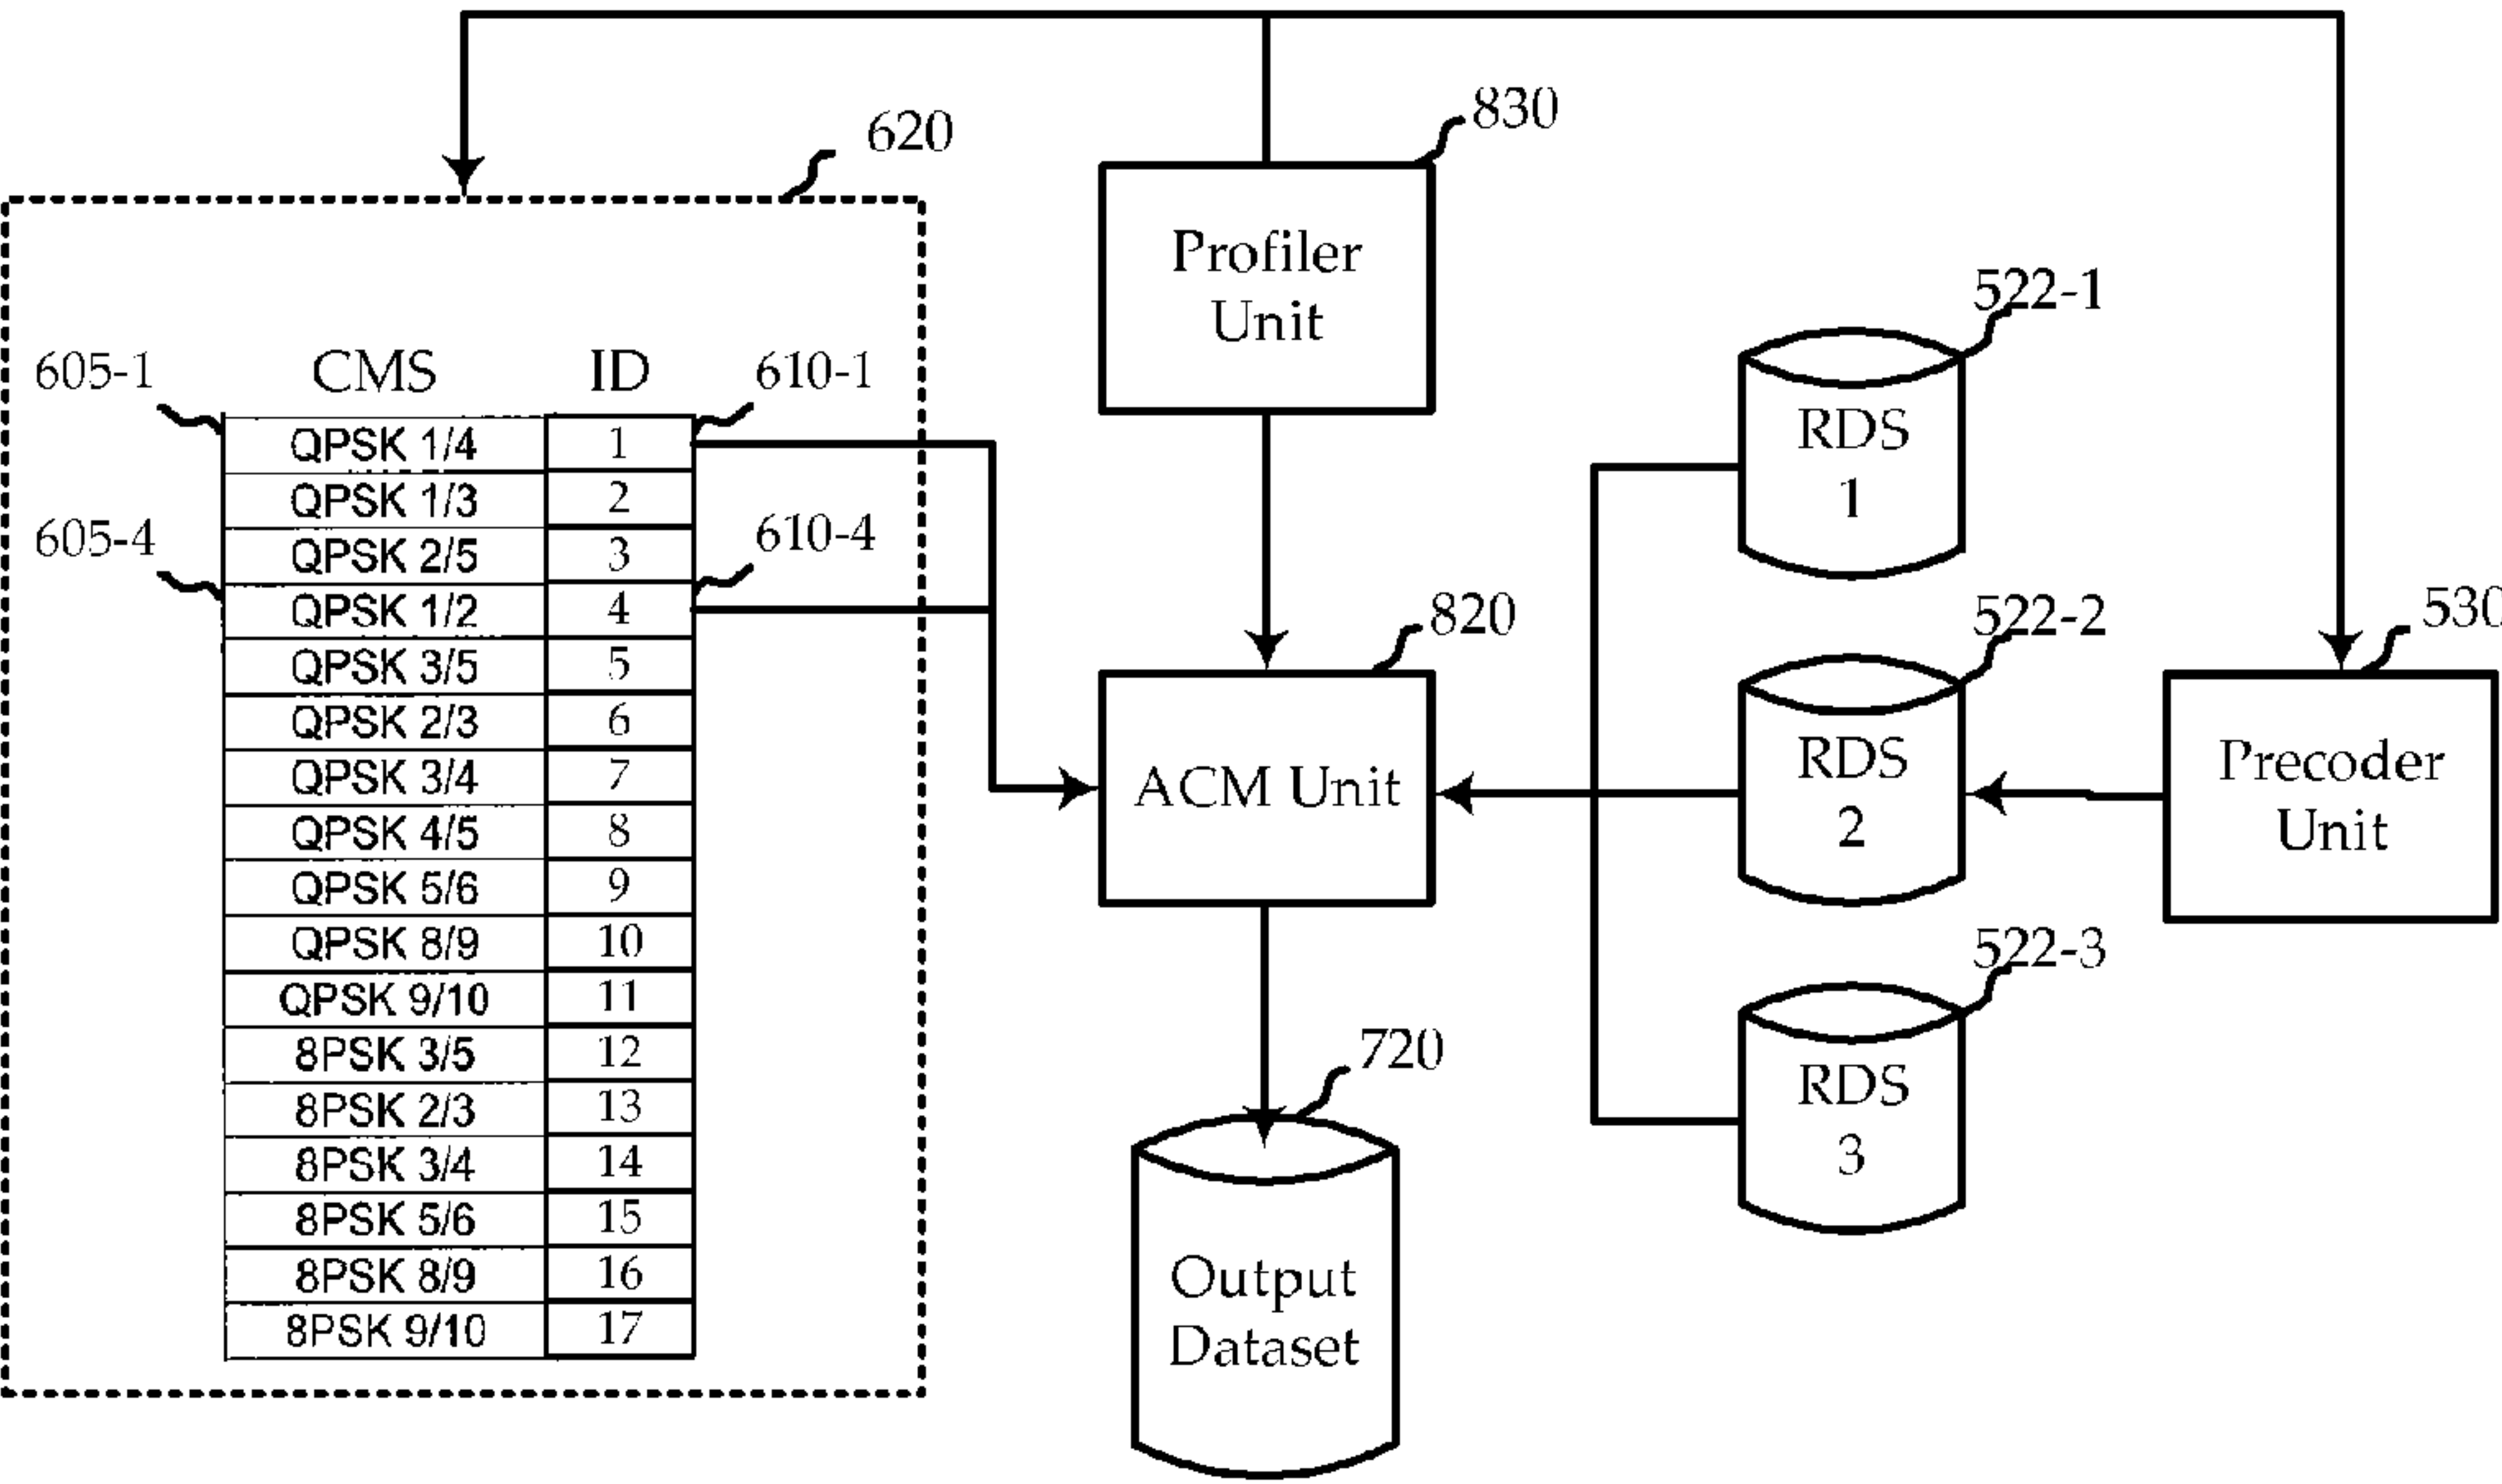 620
830
Profiler
Unit
605-1
CMS
ID
610-1
QPSK 1/4
1
QPSK 1/3
2
605-4
QPSK 2/5
3
610-4
QPSK 1/2
4
QPSK 3/5
5
QPSK 2/3
6
QPSK 3/4
7
QPSK 4/5
8
QPSK 5/6
9
QPSK 8/9
10
QPSK 9/10
11
8PSK 3/5
12
8PSK 2/3
13
8PSK 3/4
14
8PSK 5/6
15
8PSK 8/9
16
8PSK 9/10
17
820
ACM Unit
720
Output
Dataset
522-1
RDS
1
522-2
RDS
2
522-3
RDS
3
530
Precoder
Unit